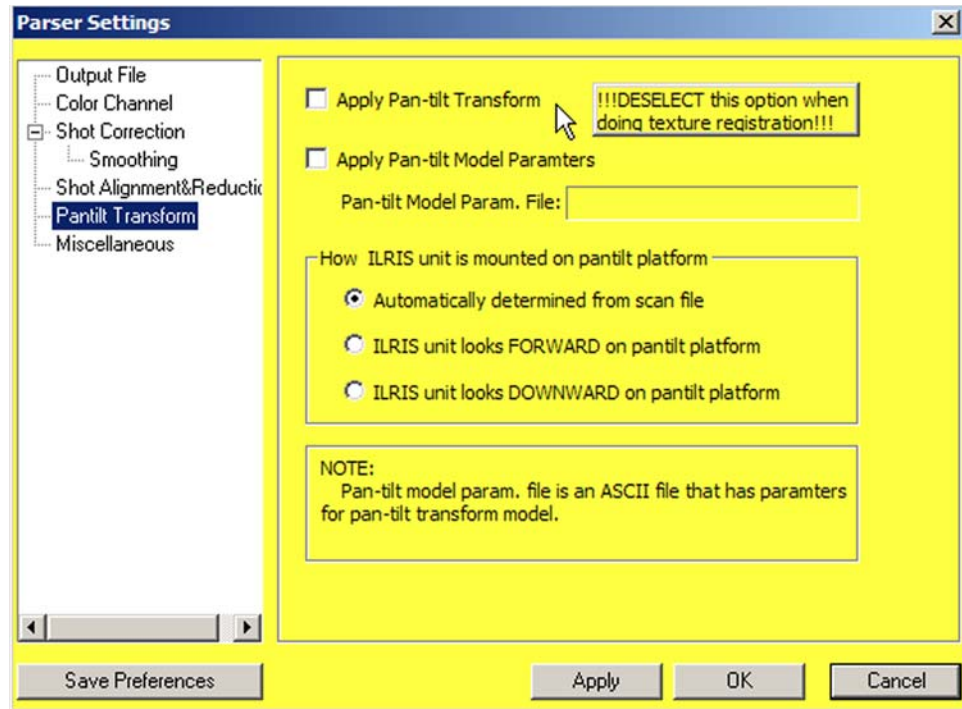 Parser Settings
Output File
Color Channel
Shot Correction
Smoothing
Shot Alignment&Reductic
Pantilt Transform
Miscellaneous
Apply Pan-tilt Transform
!!!DESELECT this option when
doing texture registration!!!
Apply Pan-tilt Model Paramters
Pan-tilt Model Param. File:
How ILRIS unit is mounted on pantilt platform
Automatically determined from scan file
ILRIS unit looks FORWARD on pantilt platform
ILRIS unit looks DOWNWARD on pantilt platform
NOTE:
Pan-tilt model param. file is an ASCII file that has paramters
for pan-tilt transform model.
Save Preferences
Apply
OK
Cancel